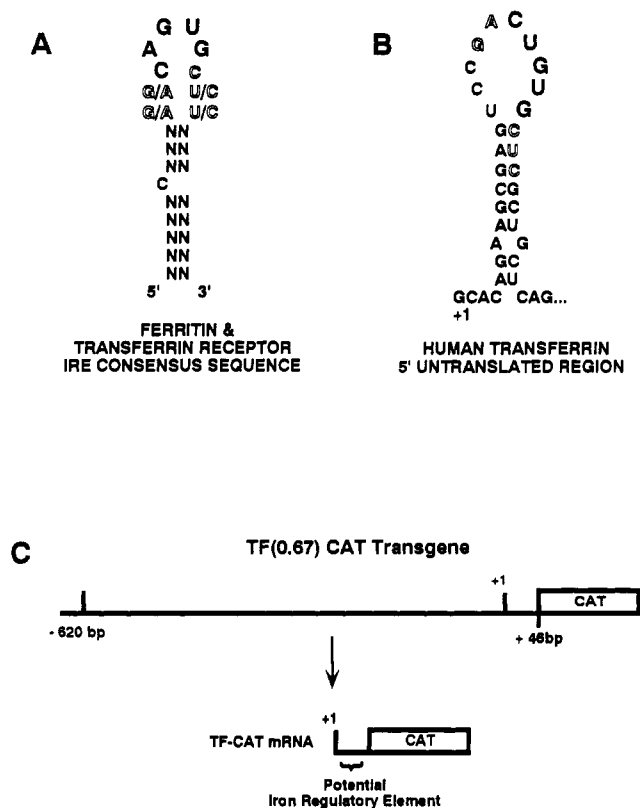 A
G U
A G
C C
G/A U/C
G/A U/C
NN
NN
NN
C
NN
NN
NN
NN
NN
5' 3'
FERRITIN &
TRANSFERRIN RECEPTOR
IRE CONSENSUS SEQUENCE
B
A C
G U
C G
C U
U G
GC
AU
GC
CG
GC
AU
A G
GC
AU
GCAC CAG...
+1
HUMAN TRANSFERRIN
5' UNTRANSLATED REGION
C
TF(0.67) CAT Transgene
+1
CAT
- 620 bp
+ 46bp
+1
TF-CAT mRNA
CAT
Potential
Iron Regulatory Element